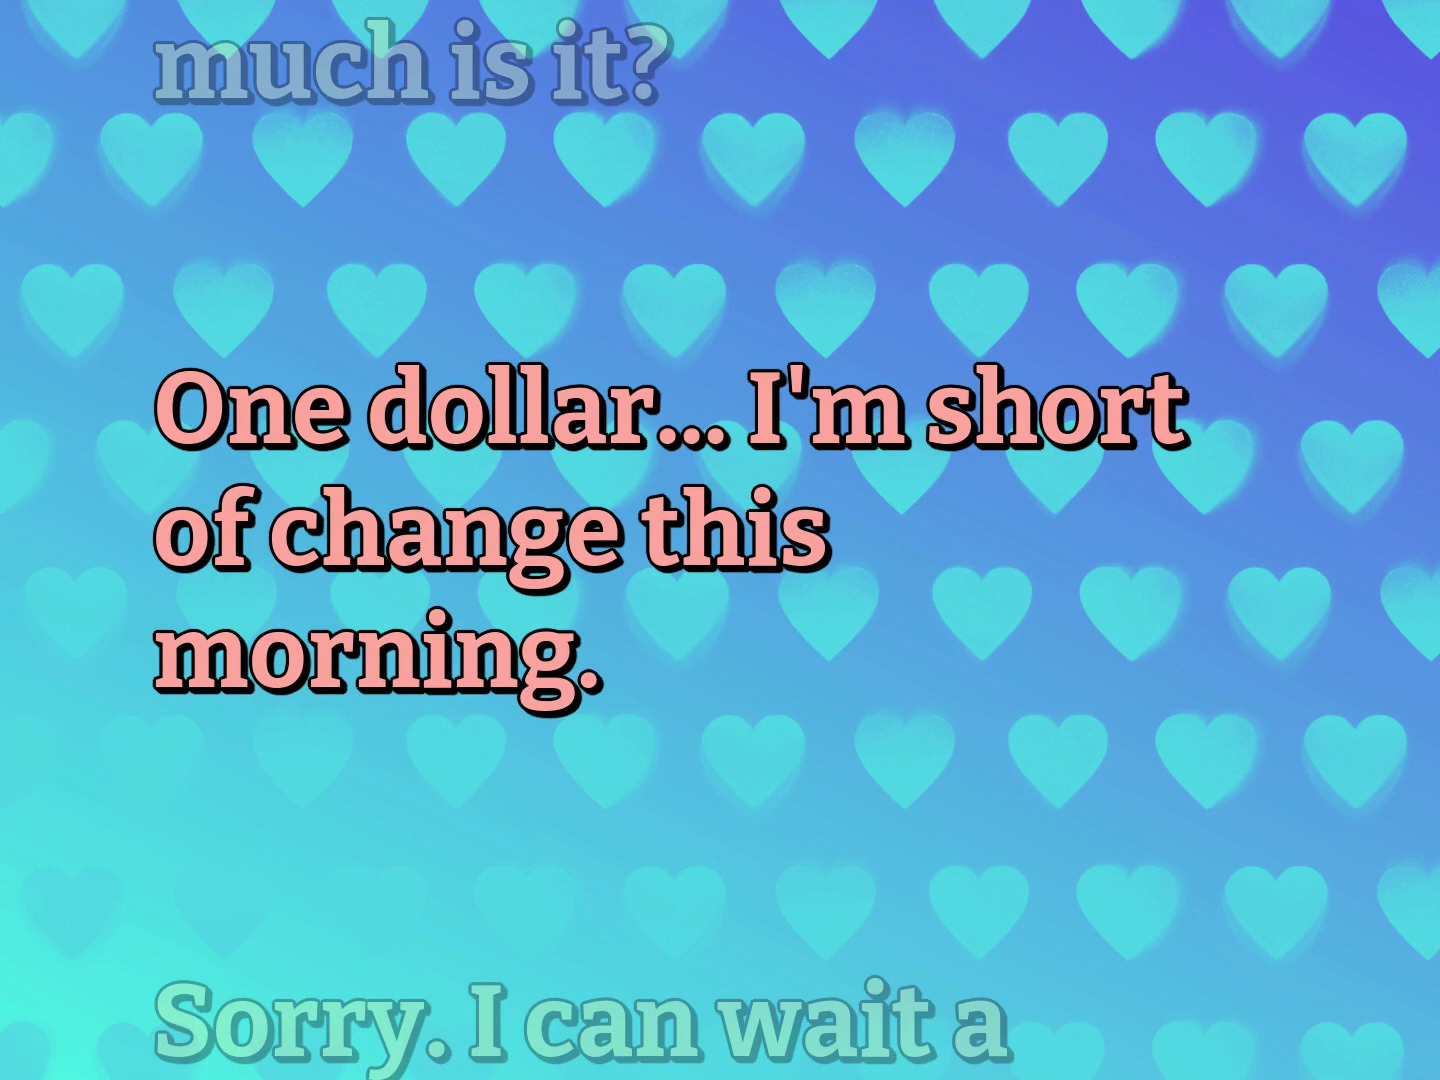 much is it?
One dollar... I'm short
of change this
morning.
Sorry. I can wait a